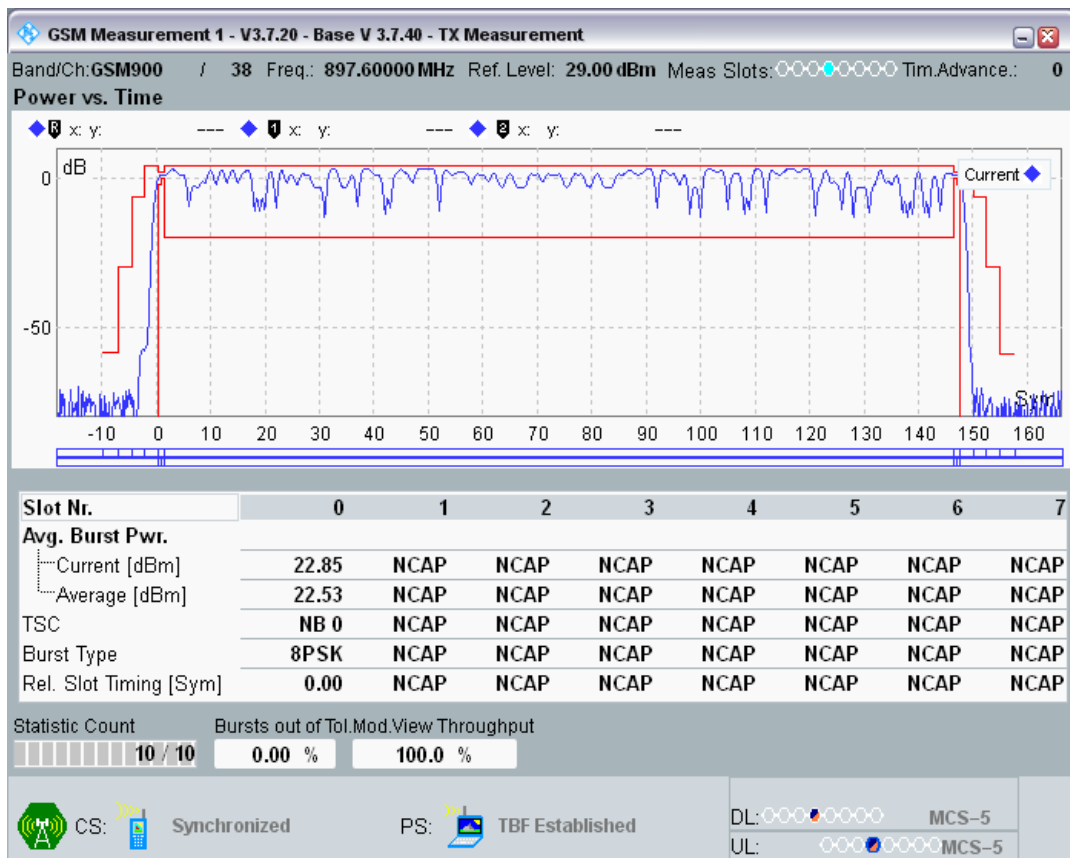 GSM Measurement 1 - V3.7.20 - Base V 3.7.40 - TX Measurement
Band/Ch:GSM900 / 38 Freq.: 897.60000 MHz Ref. Level: 29.00 dBm Meas Slots: Tim.Advance.: 0
Power vs. Time
R x: y: --- 1 x: y: --- 2 x: y: ---
dB
0
Current
-50
Sym
-10 0 10 20 30 40 50 60 70 80 90 100 110 120 130 140 150 160
Slot Nr. 0 1 2 3 4 5 6 7
Avg. Burst Pwr.
Current [dBm] 22.85 NCAP NCAP NCAP NCAP NCAP NCAP NCAP
Average [dBm] 22.53 NCAP NCAP NCAP NCAP NCAP NCAP NCAP
TSC NB 0 NCAP NCAP NCAP NCAP NCAP NCAP NCAP
Burst Type 8PSK NCAP NCAP NCAP NCAP NCAP NCAP NCAP
Rel. Slot Timing [Sym] 0.00 NCAP NCAP NCAP NCAP NCAP NCAP NCAP
Statistic Count Bursts out of Tol.Mod.View Throughput
10 / 10 0.00 % 100.0 %
CS: Synchronized PS: TBF Established DL: MCS-5
UL: MCS-5